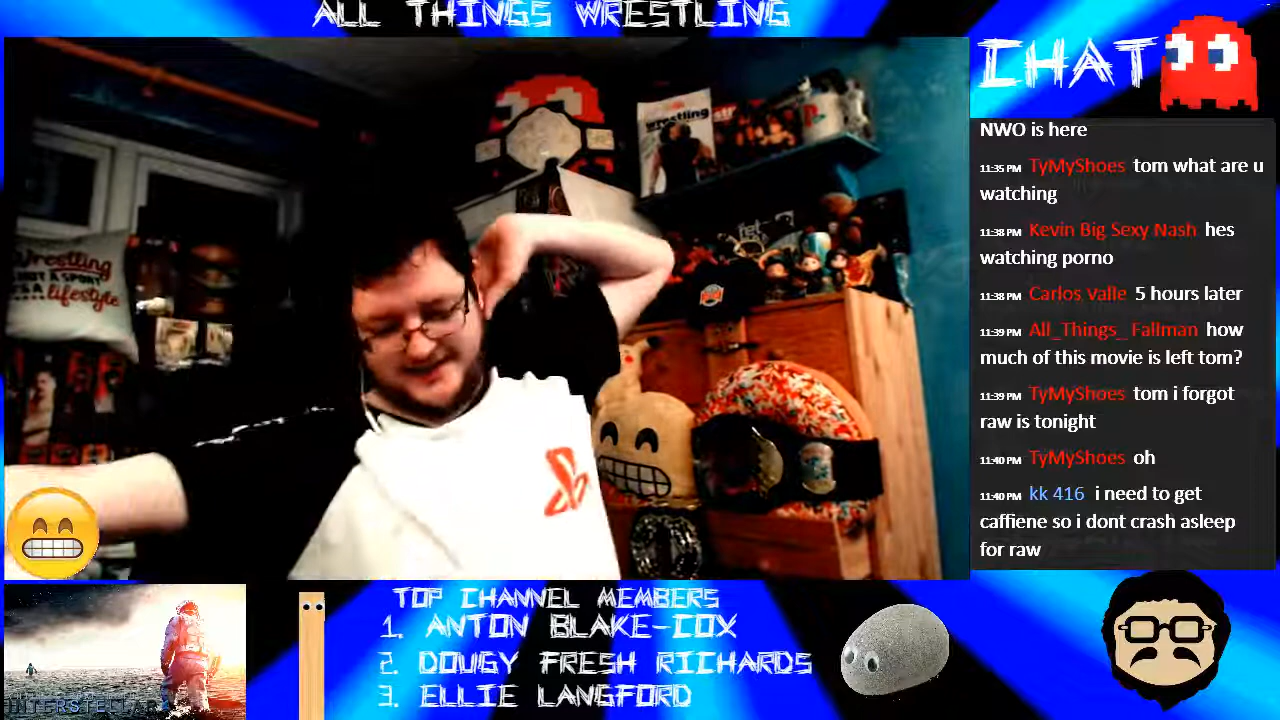 ALL THINGS WRESTLING
CHAT
NWO is here
11:35 PM TyMyShoes tom what are u
watching
11:38 PM Kevin Big Sexy Nash hes
watching porno
11:38 PM Carlos Valle 5 hours later
11:39 PM All_Things_Fallman how
much of this movie is left tom?
11:39 PM TyMyShoes tom i forgot
raw is tonight
11:40 PM TyMyShoes oh
11:40 PM kk 416 i need to get
caffiene so i dont crash asleep
for raw
wrestling
Wrestling
lifestyle
INTERSTELLAR
TOP CHANNEL MEMBERS
1. ANTON BLAKE-COX
2. DOUGY FRESH RICHARDS
3. ELLIE LANGFORD